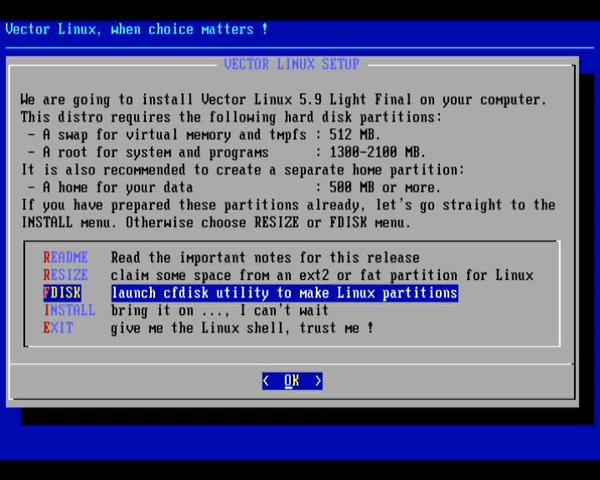 Vector Linux, when choice matters !
VECTOR LINUX SETUP
We are going to install Vector Linux 5.9 Light Final on your computer.
This distro requires the following hard disk partitions:
- A swap for virtual memory and tmpfs : 512 MB.
- A root for system and programs : 1300-2100 MB.
It is also recommended to create a separate home partition:
- A home for your data : 500 MB or more.
If you have prepared these partitions already, let's go straight to the
INSTALL menu. Otherwise choose RESIZE or FDISK menu.
README Read the important notes for this release
RESIZE claim some space from an ext2 or fat partition for Linux
FDISK launch cfdisk utility to make Linux partitions
INSTALL bring it on ..., I can't wait
EXIT give me the Linux shell, trust me !
< OK >